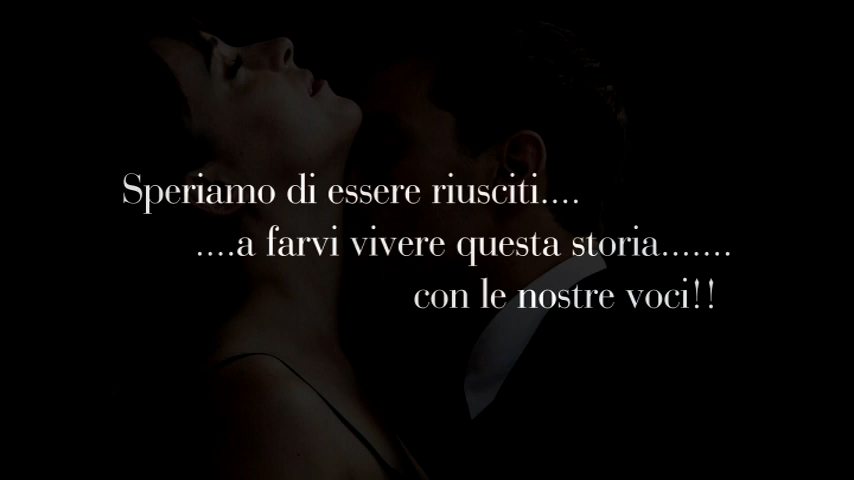 Speriamo di essere riusciti....
....a farvi vivere questa storia.......
con le nostre voci!!